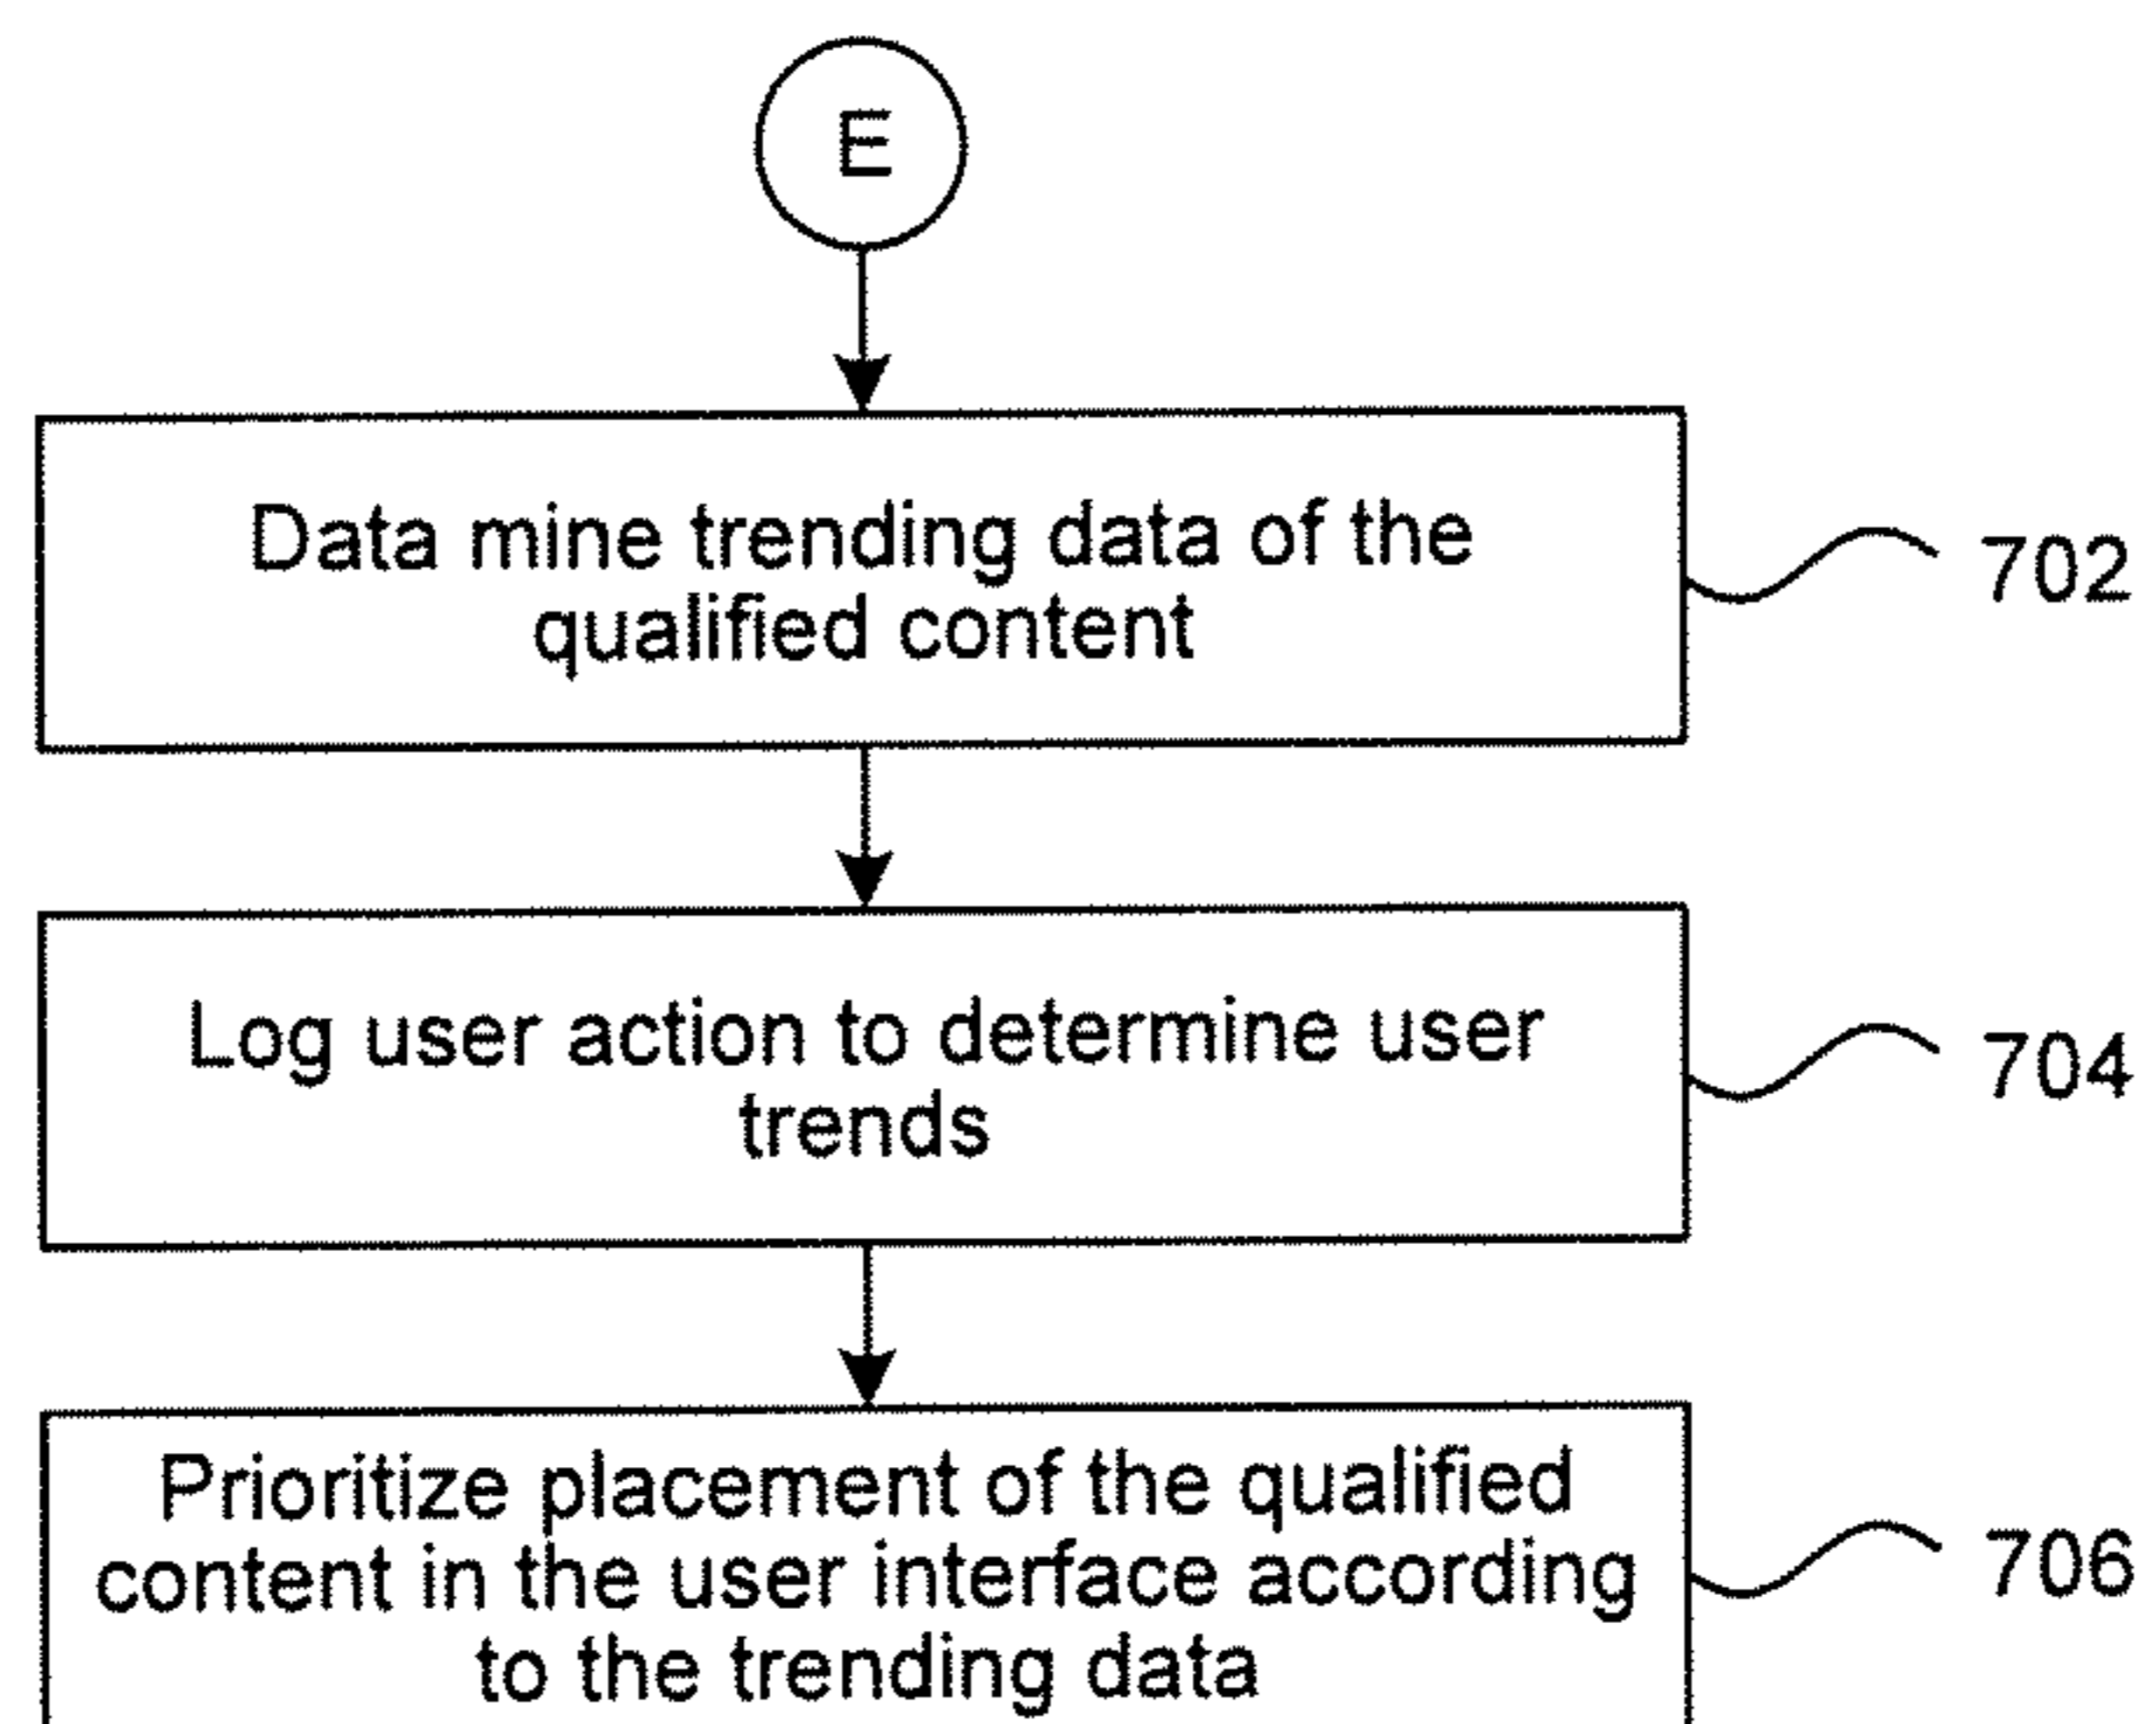 E
Data mine trending data of the
qualified content
702
Log user action to determine user
trends
704
Prioritize placement of the qualified
content in the user interface according
to the trending data
706